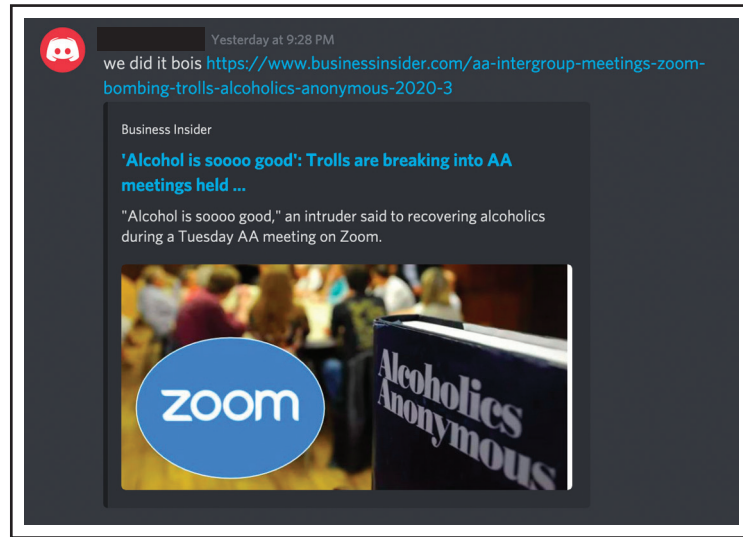 Yesterday at 9:28 PM
we did it bois https://www.businessinsider.com/aa-intergroup-meetings-zoom-
bombing-trolls-alcoholics-anonymous-2020-3
Business Insider
'Alcohol is soooo good': Trolls are breaking into AA
meetings held ...
"Alcohol is soooo good," an intruder said to recovering alcoholics
during a Tuesday AA meeting on Zoom.
zoom
Alcoholics
Anonymous